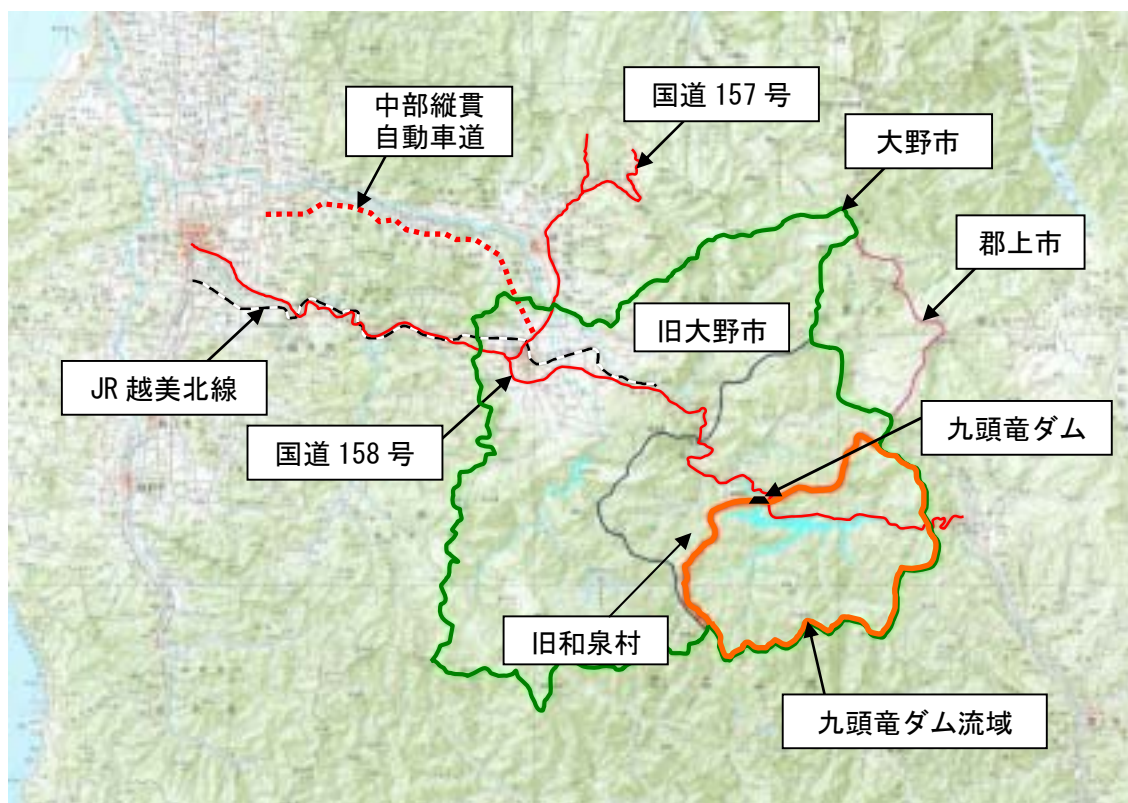 国道 157 号
中部縦貫
自動車道
大野市
郡上市
旧大野市
JR 越美北線
九頭竜ダム
国道 158 号
旧和泉村
九頭竜ダム流域